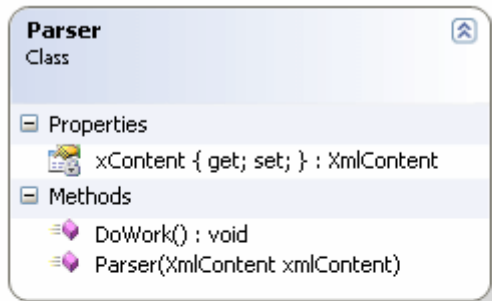 Parser
Class
Properties
xContent { get; set; } : XmlContent
Methods
DoWork() : void
Parser(XmlContent xmlContent)